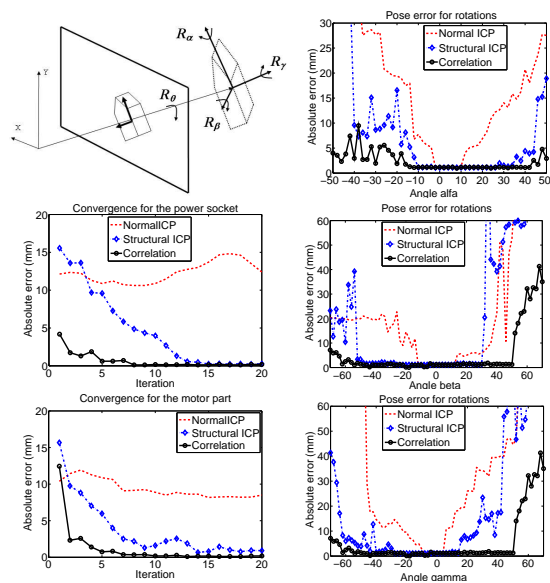 R_α
R_γ
R_θ
R_β
Y
X
Pose error for rotations
Normal ICP
Structural ICP
Correlation
Absolute error (mm)
30
25
20
15
10
5
0
−50 −40 −30 −20 −10 0 10 20 30 40 50
Angle alfa
Convergence for the power socket
NormalICP
Structural ICP
Correlation
Absolute error (mm)
20
15
10
5
0
0 5 10 15 20
Iteration
Pose error for rotations
Normal ICP
Structural ICP
Correlation
Absolute error (mm)
60
50
40
30
20
10
0
−60 −40 −20 0 20 40 60
Angle beta
Convergence for the motor part
NormalICP
Structural ICP
Correlation
Absolute error (mm)
20
15
10
5
0
0 5 10 15 20
Iteration
Pose error for rotations
Normal ICP
Structural ICP
Correlation
Absolute error (mm)
60
50
40
30
20
10
0
−60 −40 −20 0 20 40 60
Angle gamma